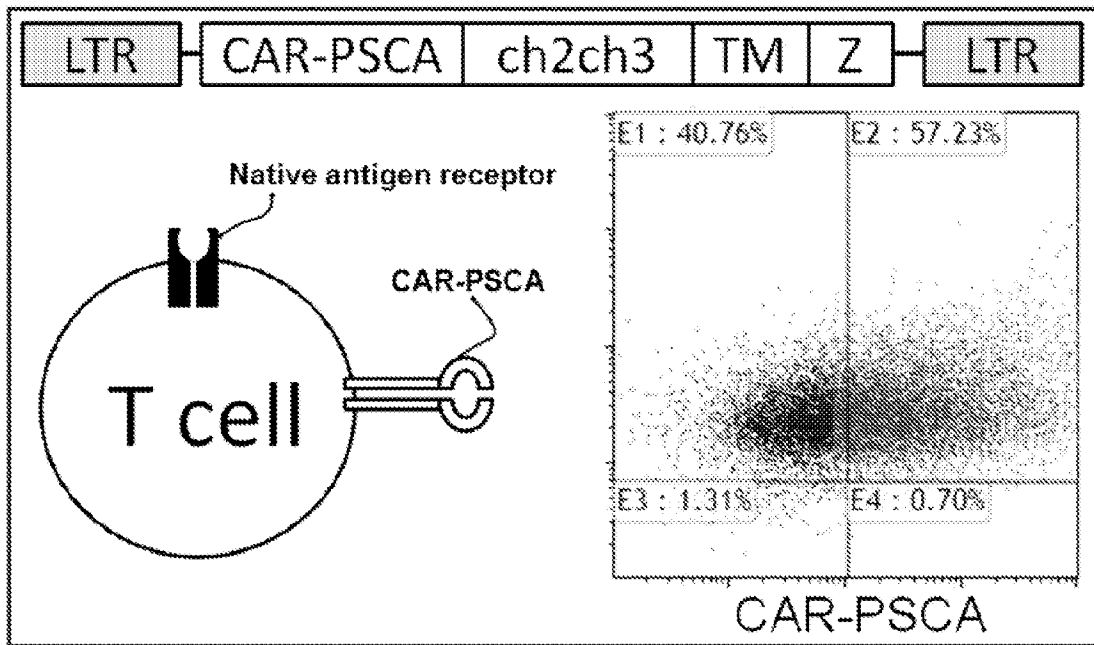 LTR CAR-PSCA ch2ch3 TM Z LTR
E1 : 40.76% E2 : 57.23%
Native antigen receptor
CAR-PSCA
T cell
E3 : 1.31% E4 : 0.70%
CAR-PSCA